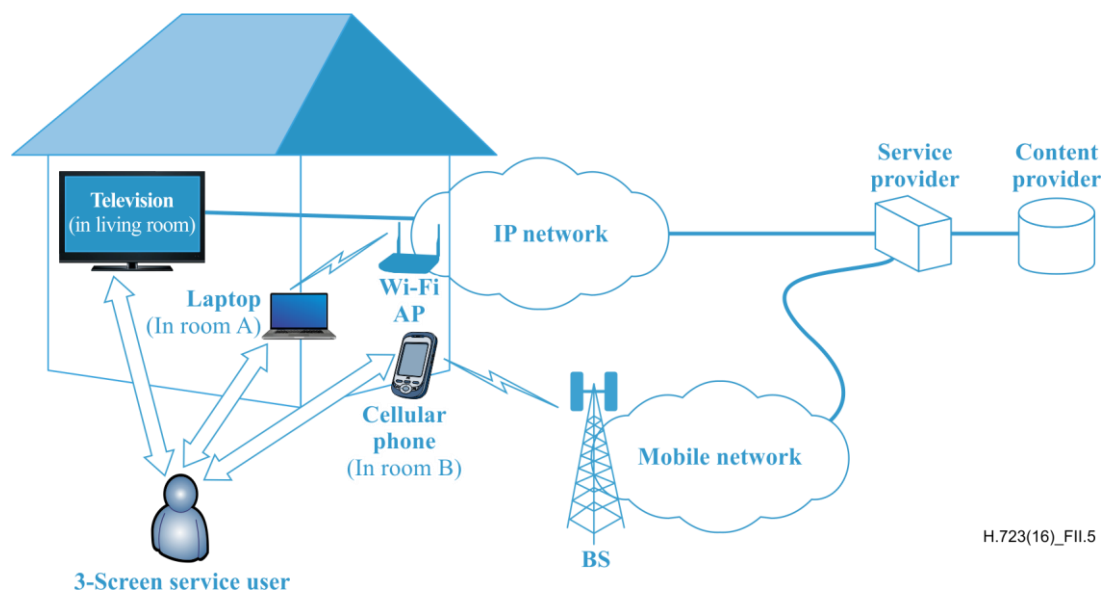 Television
(in living room)
Service
provider
Content
provider
IP network
Wi-Fi
AP
Laptop
(In room A)
Cellular
phone
(In room B)
Mobile network
BS
H.723(16)_FII.5
3-Screen service user